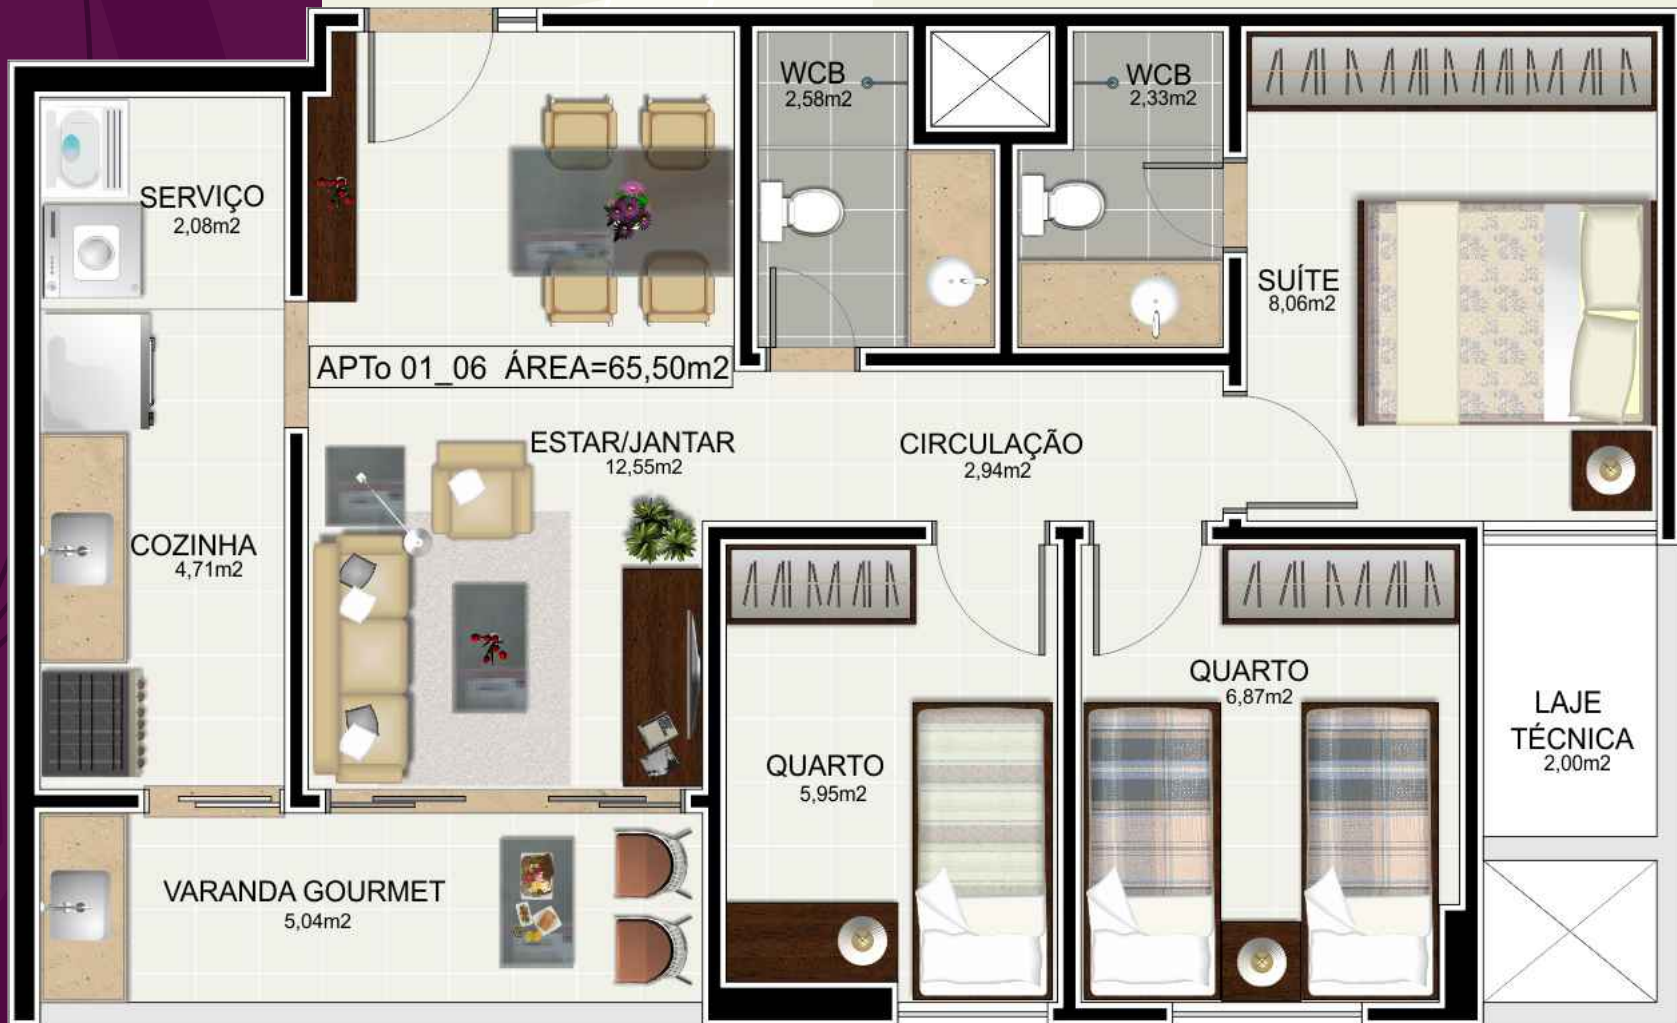 WCB
2,58m2
WCB
2,33m2
SERVIÇO
2,08m2
SUÍTE
8,06m2
APTo 01_06 ÁREA=65,50m2
ESTAR/JANTAR
12,55m2
CIRCULAÇÃO
2,94m2
COZINHA
4,71m2
QUARTO
6,87m2
LAJE
TÉCNICA
2,00m2
QUARTO
5,95m2
VARANDA GOURMET
5,04m2